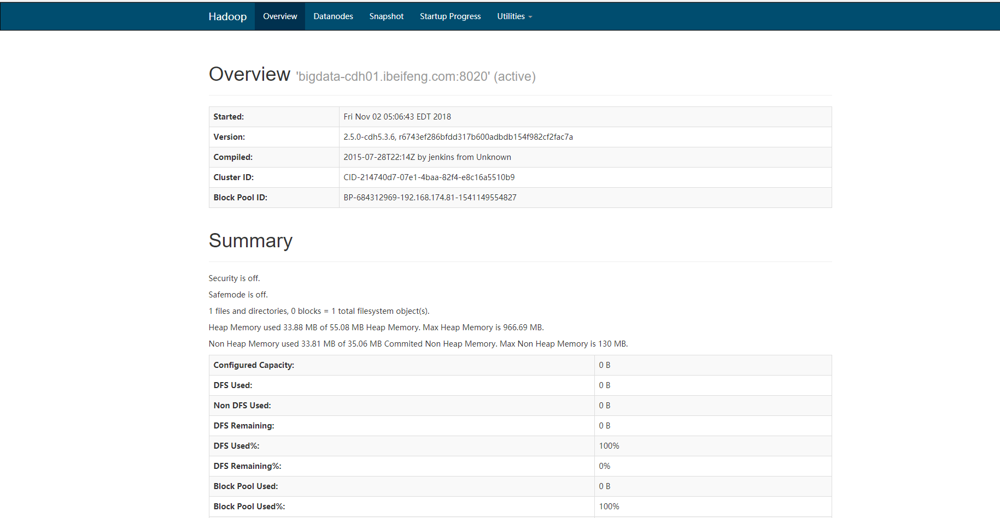 Hadoop Overview Datanodes Snapshot Startup Progress Utilities
Overview 'bigdata-cdh01.ibeifeng.com:8020' (active)
Started: Fri Nov 02 05:06:43 EDT 2018
Version: 2.5.0-cdh5.3.6, r6743ef286bfdd317b600adbdb154f982cf2fac7a
Compiled: 2015-07-28T22:14Z by jenkins from Unknown
Cluster ID: CID-214740d7-07e1-4baa-82f4-e8c16a5510b9
Block Pool ID: BP-684312969-192.168.174.81-1541149554827
Summary
Security is off.
Safemode is off.
1 files and directories, 0 blocks = 1 total filesystem object(s).
Heap Memory used 33.88 MB of 55.08 MB Heap Memory. Max Heap Memory is 966.69 MB.
Non Heap Memory used 33.81 MB of 35.06 MB Commited Non Heap Memory. Max Non Heap Memory is 130 MB.
Configured Capacity: 0 B
DFS Used: 0 B
Non DFS Used: 0 B
DFS Remaining: 0 B
DFS Used%: 100%
DFS Remaining%: 0%
Block Pool Used: 0 B
Block Pool Used%: 100%